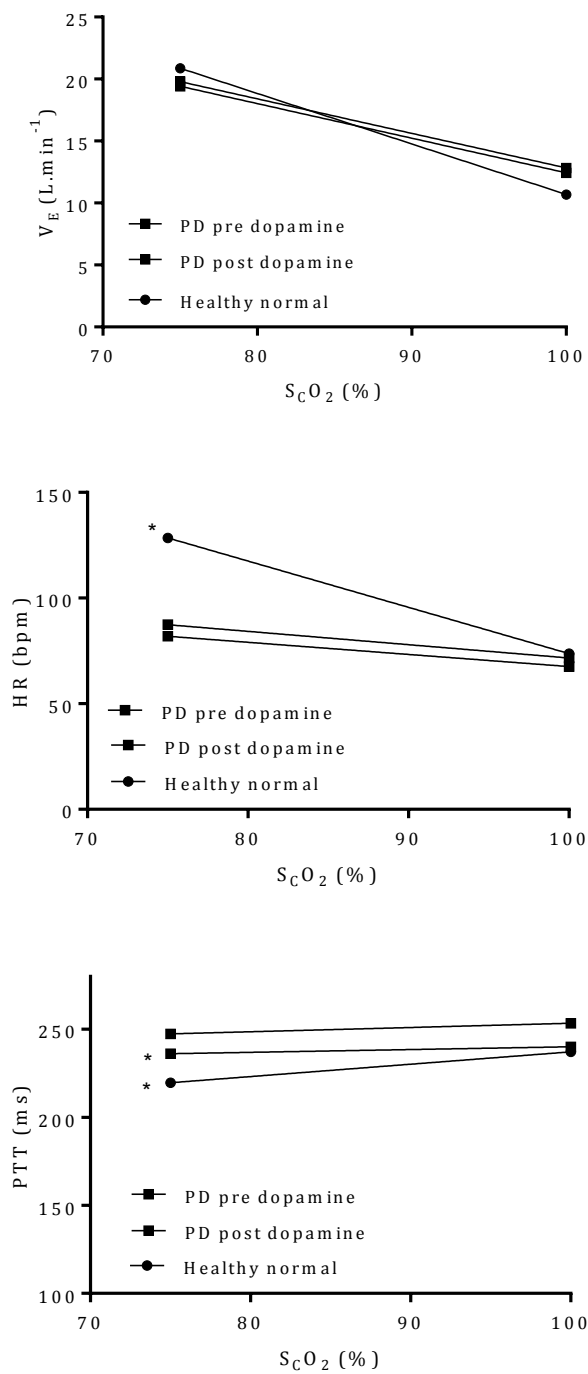 25
20
15
10
5
0
V_E (L.min⁻¹)
PD pre dopamine
PD post dopamine
Healthy normal
70 80 90 100
S_CO_2 (%)
150
*
100
50
0
HR (bpm)
PD pre dopamine
PD post dopamine
Healthy normal
70 80 90 100
S_CO_2 (%)
250
*
*
200
150
100
PTT (ms)
PD pre dopamine
PD post dopamine
Healthy normal
70 80 90 100
S_CO_2 (%)